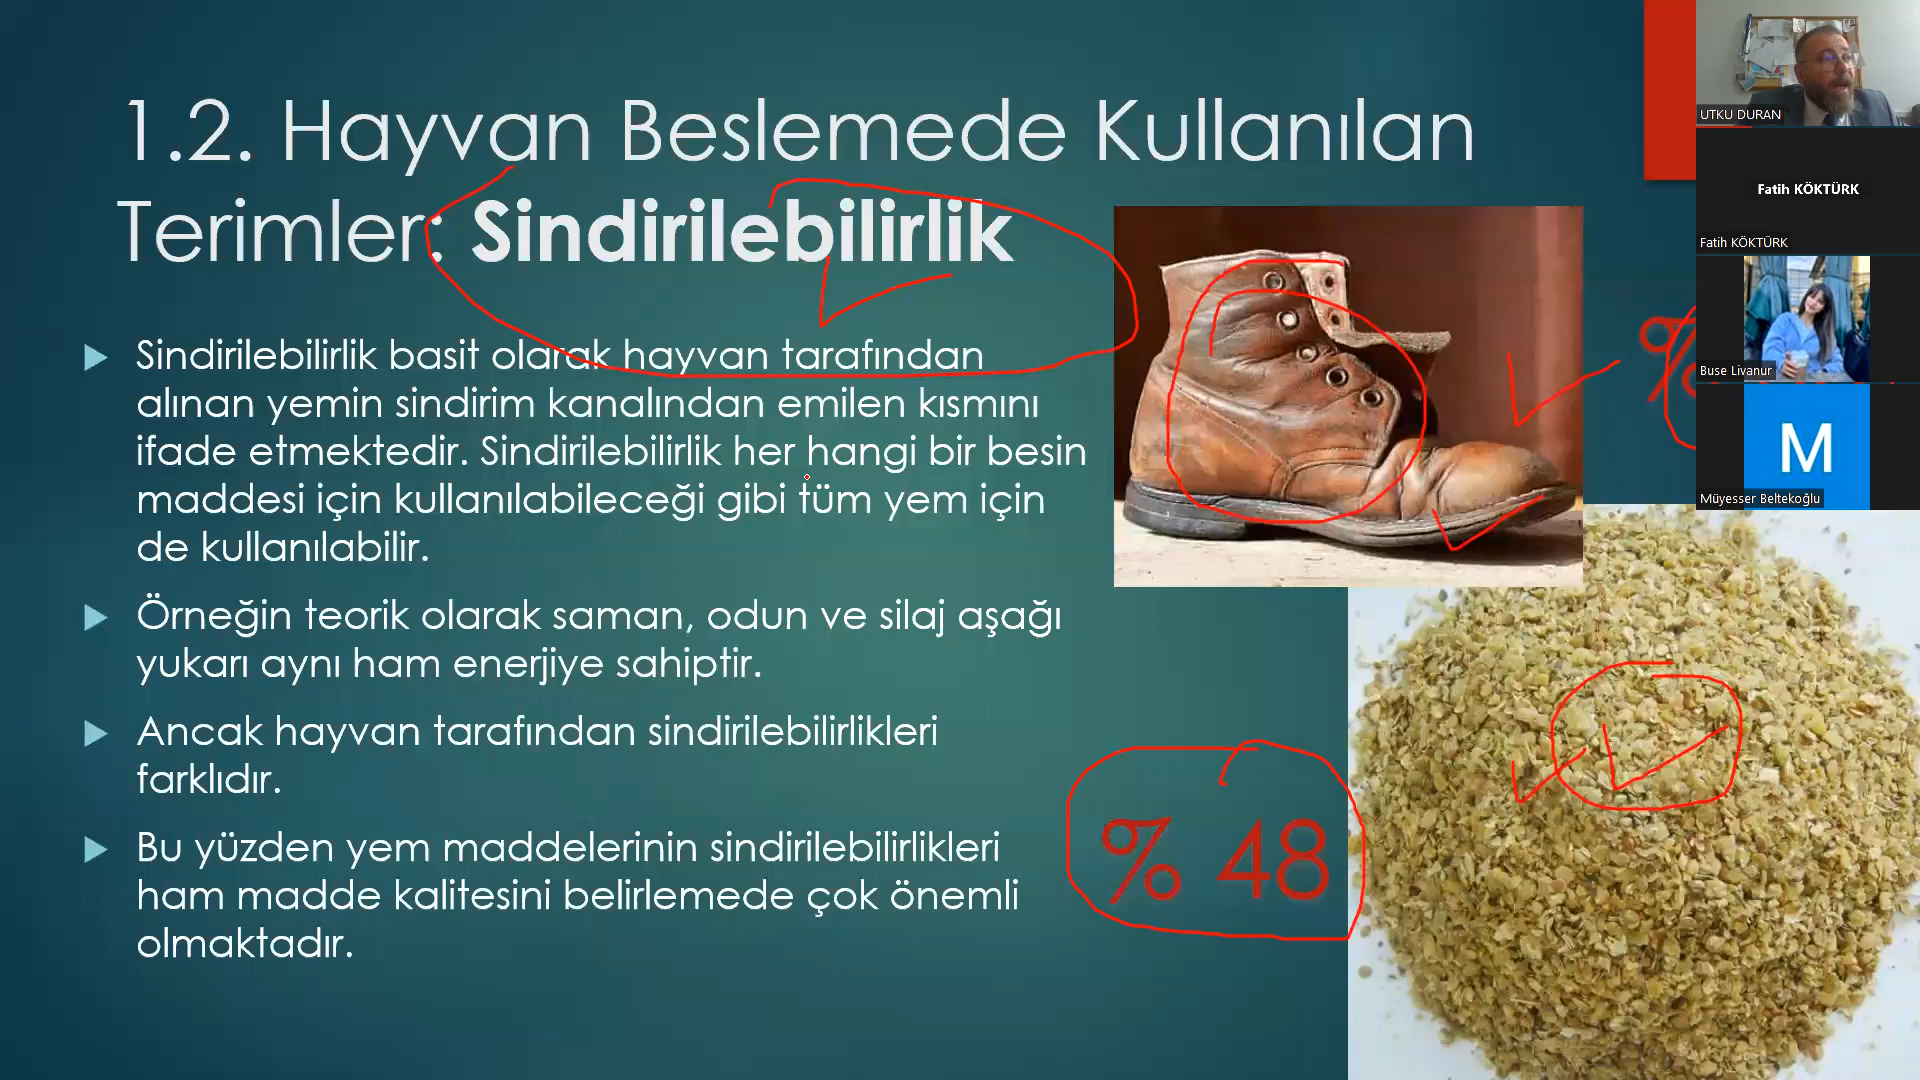 1.2. Hayvan Beslemede Kullanılan
Terimler: Sindirilebilirlik
Sindirilebilirlik basit olarak hayvan tarafından
alınan yemin sindirim kanalından emilen kısmını
ifade etmektedir. Sindirilebilirlik her hangi bir besin
maddesi için kullanılabileceği gibi tüm yem için
de kullanılabilir.
Örneğin teorik olarak saman, odun ve silaj aşağı
yukarı aynı ham enerjiye sahiptir.
Ancak hayvan tarafından sindirilebilirlikleri
farklıdır.
Bu yüzden yem maddelerinin sindirilebilirlikleri
ham madde kalitesini belirlemede çok önemli
olmaktadır.
% 48
%
UTKU DURAN
Fatih KÖKTÜRK
Fatih KÖKTÜRK
Buse Livanur
M
Müyesser Beltekoğlu